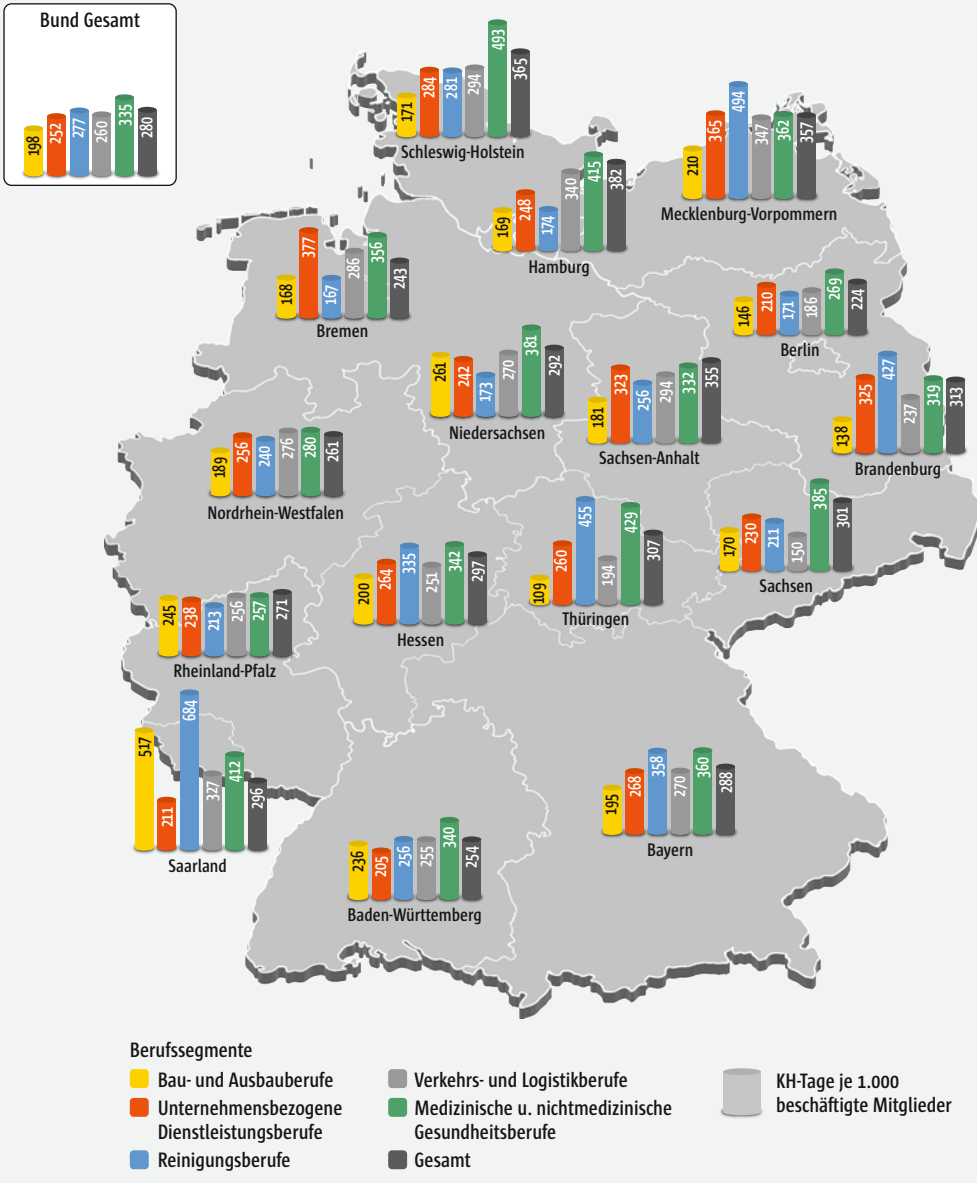 Bund Gesamt
198 252 277 260 335 280
171 284 281 294 493 365
Schleswig-Holstein
210 365 494 347 362 357
Mecklenburg-Vorpommern
169 248 174 340 415 382
Hamburg
168 377 167 286 356 243
Bremen
146 210 171 186 269 224
Berlin
261 242 173 270 381 292
Niedersachsen
181 323 256 294 332 355
Sachsen-Anhalt
138 325 427 237 319 313
Brandenburg
189 256 240 276 280 261
Nordrhein-Westfalen
170 230 211 150 385 301
Sachsen
200 264 335 251 342 297
Hessen
109 260 455 194 429 307
Thüringen
245 238 213 256 257 271
Rheinland-Pfalz
517 211 684 327 412 296
Saarland
195 268 358 270 360 288
Bayern
236 205 256 255 340 254
Baden-Württemberg
Berufssegmente
Bau- und Ausbauberufe
Unternehmensbezogene
Dienstleistungsberufe
Reinigungsberufe
Verkehrs- und Logistikberufe
Medizinische u. nichtmedizinische
Gesundheitsberufe
Gesamt
KH-Tage je 1.000
beschäftigte Mitglieder